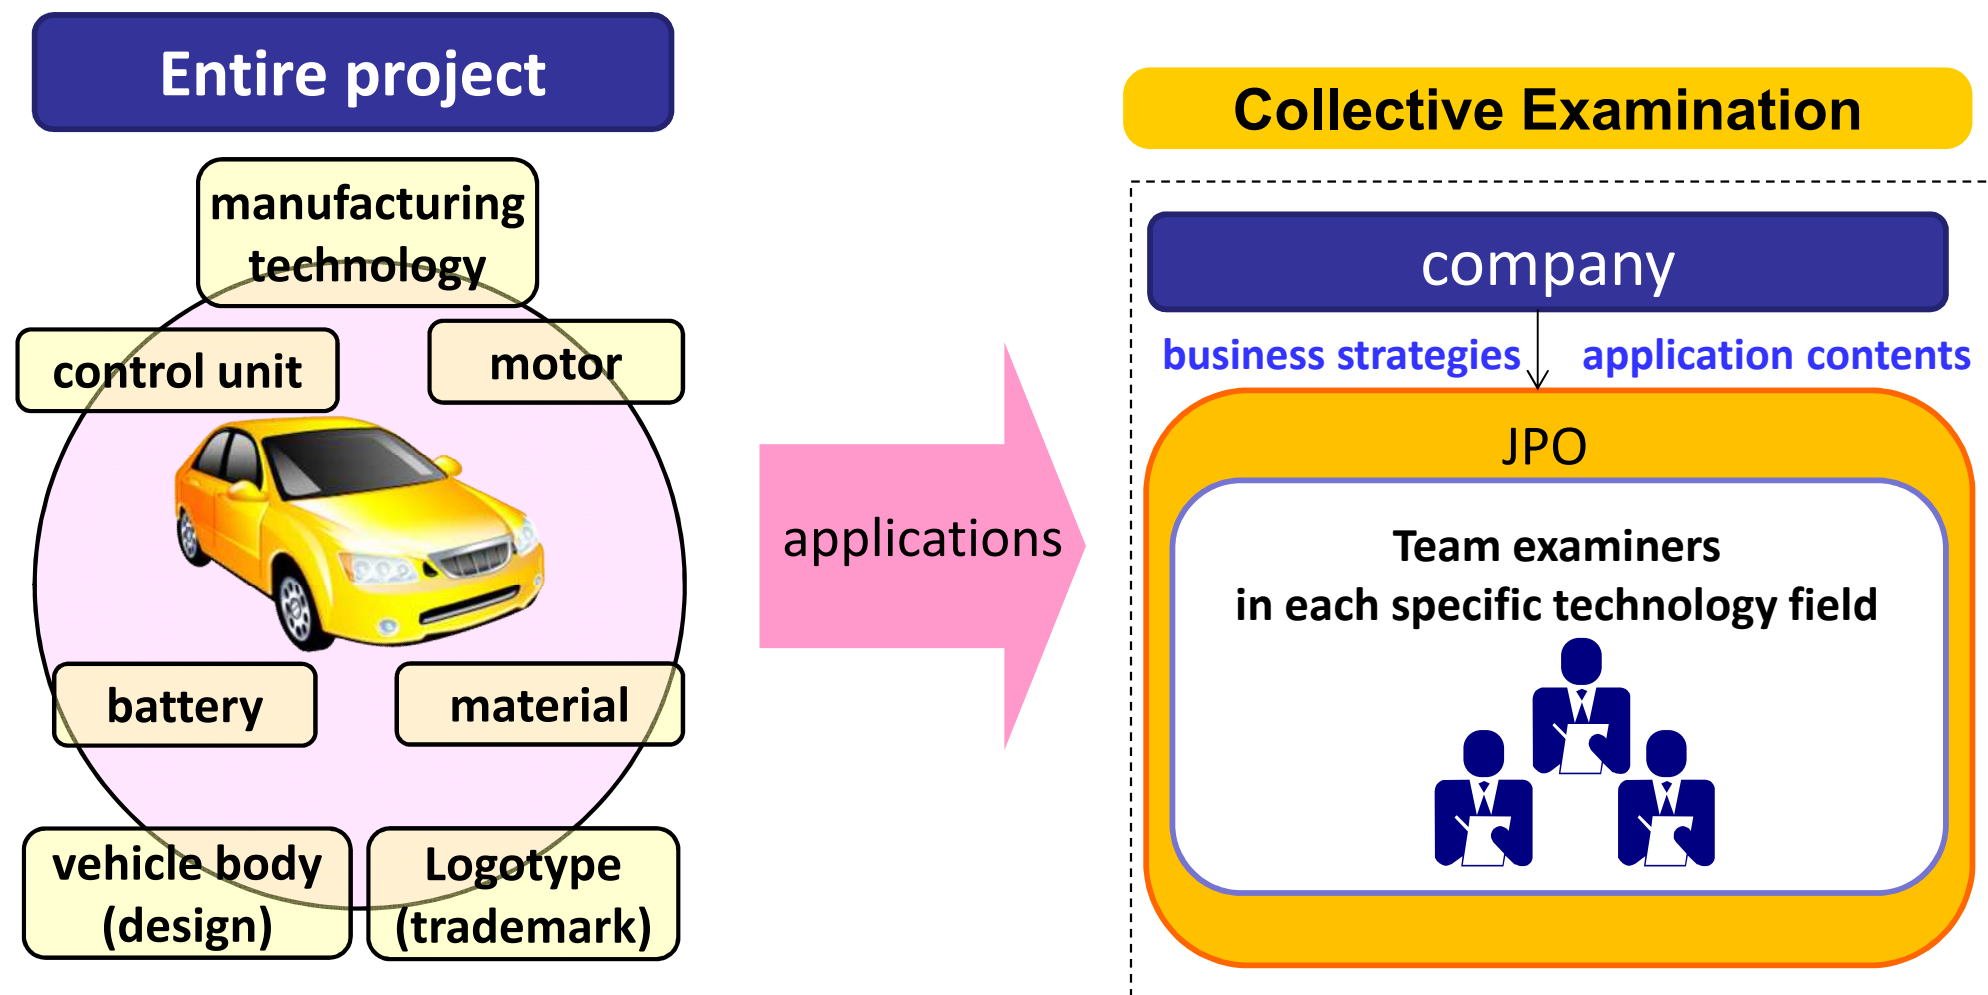 Entire project
manufacturing
technology
control unit
motor
battery
material
vehicle body
(design)
Logotype
(trademark)
applications
Collective Examination
company
business strategies
application contents
JPO
Team examiners
in each specific technology field